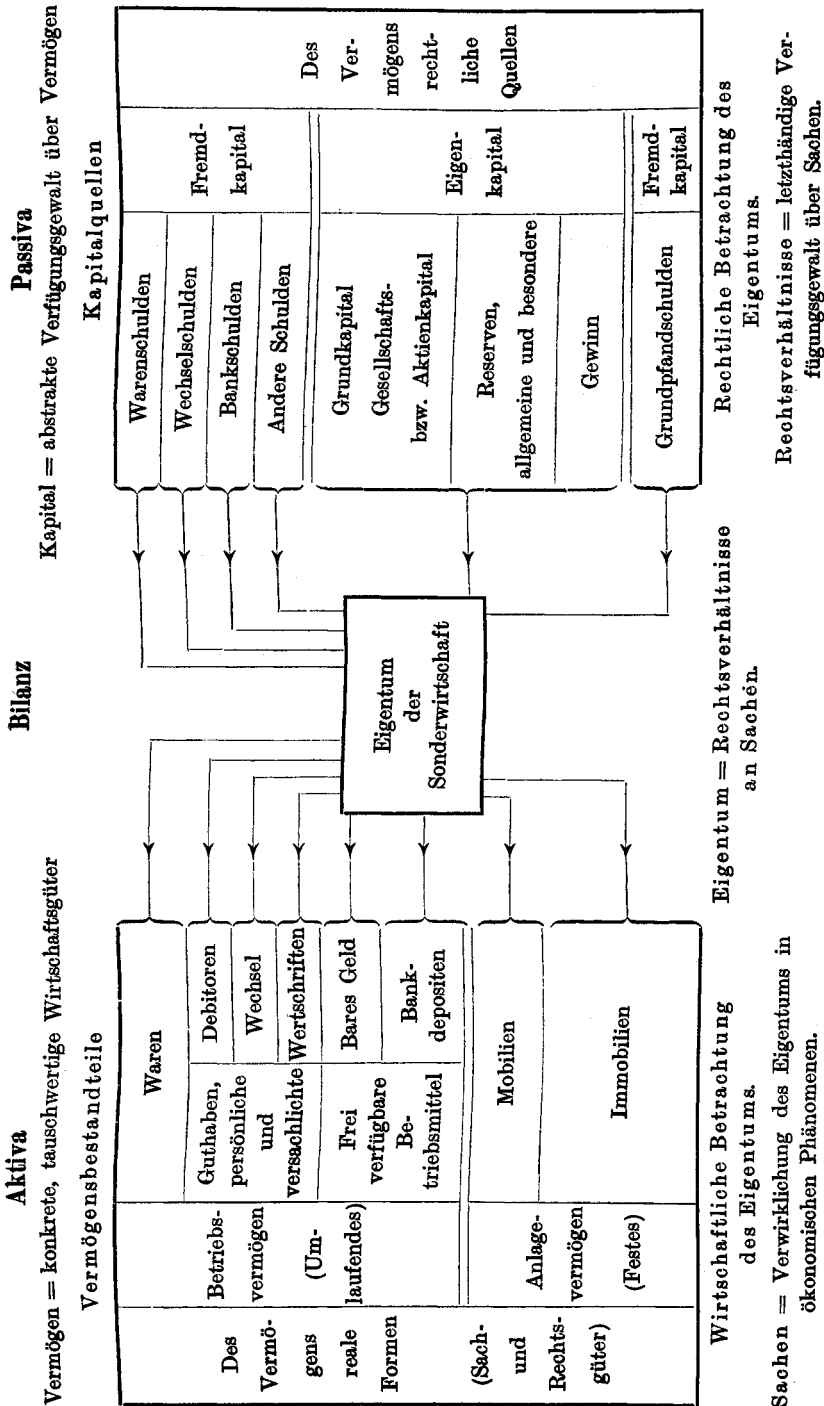 Bilanz
Aktiva
Vermögen = konkrete, tauschwertige Wirtschaftsgüter
Vermögensbestandteile
Des
Vermö-
gens
reale
Formen
(Sach-
und
Rechts-
güter)
Betriebs-
vermögen
(Um-
laufendes)
Anlage-
vermögen
(Festes)
Waren
Guthaben,
persönliche
und
versachlichte
Debitoren
Wechsel
Wertschriften
Frei
verfügbare
Be-
triebsmittel
Bares Geld
Bank-
depositen
Mobilien
Immobilien
Wirtschaftliche Betrachtung
des Eigentums.
Sachen = Verwirklichung des Eigentums in
ökonomischen Phänomenen.
Eigentum
der
Sonderwirtschaft
Eigentum = Rechtsverhältnisse
an Sachen.
Passiva
Kapital = abstrakte Verfügungsgewalt über Vermögen
Kapitalquellen
Warenschulden
Wechselschulden
Bankschulden
Andere Schulden
Fremd-
kapital
Grundkapital
Gesellschafts-
bzw. Aktienkapital
Reserven,
allgemeine und besondere
Gewinn
Eigen-
kapital
Grundpfandschulden
Fremd-
kapital
Des
Ver-
mögens
recht-
liche
Quellen
Rechtliche Betrachtung des
Eigentums.
Rechtsverhältnisse = letzthändige Ver-
fügungsgewalt über Sachen.